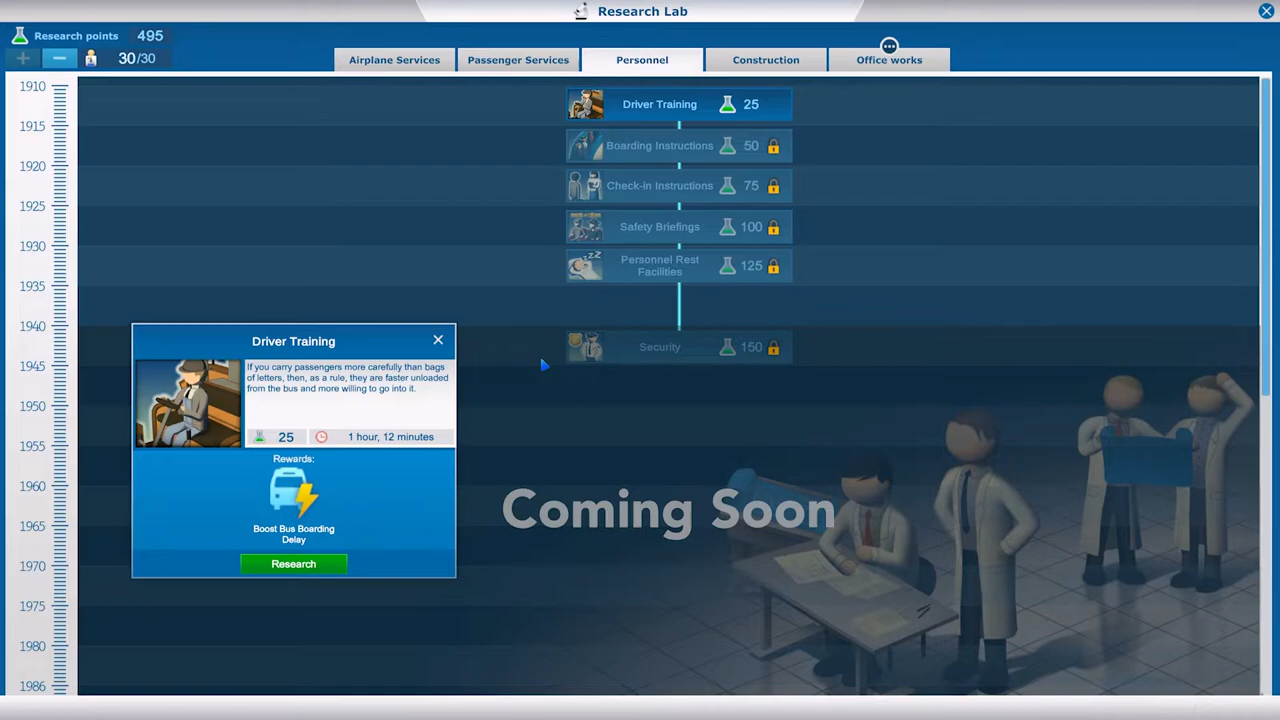 Research Lab
Research points 495
30/30
Airplane Services
Passenger Services
Personnel
Construction
Office works
1910
1915
1920
1925
1930
1935
1940
1945
1950
1955
1960
1965
1970
1975
1980
1986
Driver Training 25
Boarding Instructions 50
Check-in Instructions 75
Safety Briefings 100
Personnel Rest
Facilities 125
Security 150
Driver Training
If you carry passengers more carefully than bags
of letters, then, as a rule, they are faster unloaded
from the bus and more willing to go into it.
25 1 hour, 12 minutes
Rewards:
Boost Bus Boarding
Delay
Research
Coming Soon